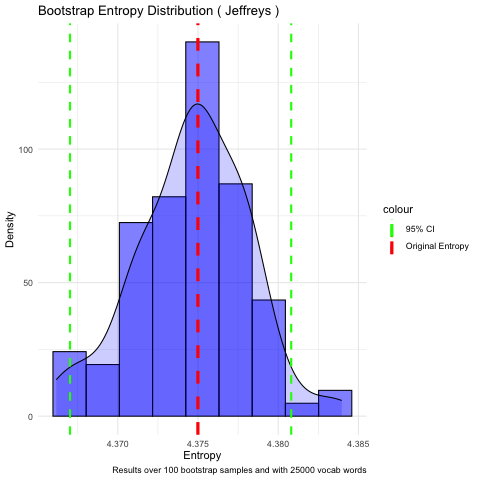 Bootstrap Entropy Distribution ( Jeffreys )
Density
100
50
0
4.370
4.375
4.380
4.385
Entropy
colour
95% CI
Original Entropy
Results over 100 bootstrap samples and with 25000 vocab words